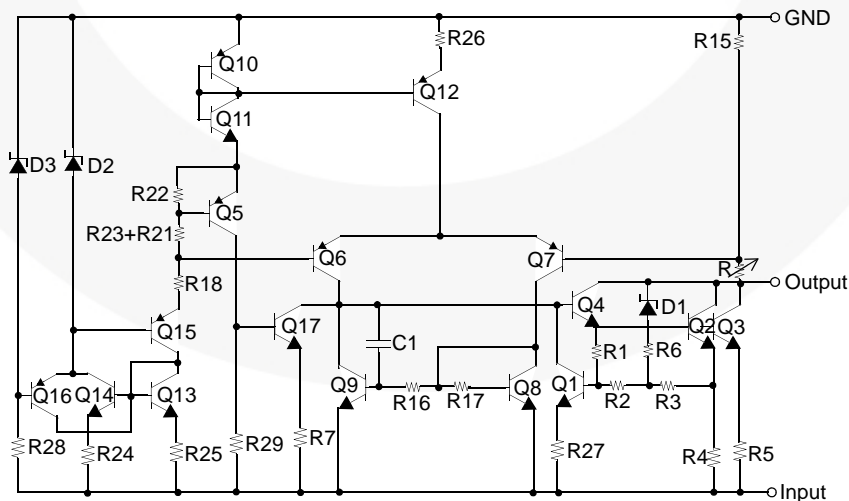 GND
R26
R15
Q10
Q12
Q11
D3
D2
R22
Q5
R23+R21
Q6
Q7
R
R18
Output
Q4
D1
Q2
Q3
Q15
Q17
C1
R1
R6
Q16
Q14
Q13
Q9
R16
R17
Q8
Q1
R2
R3
R28
R24
R25
R29
R7
R27
R4
R5
Input